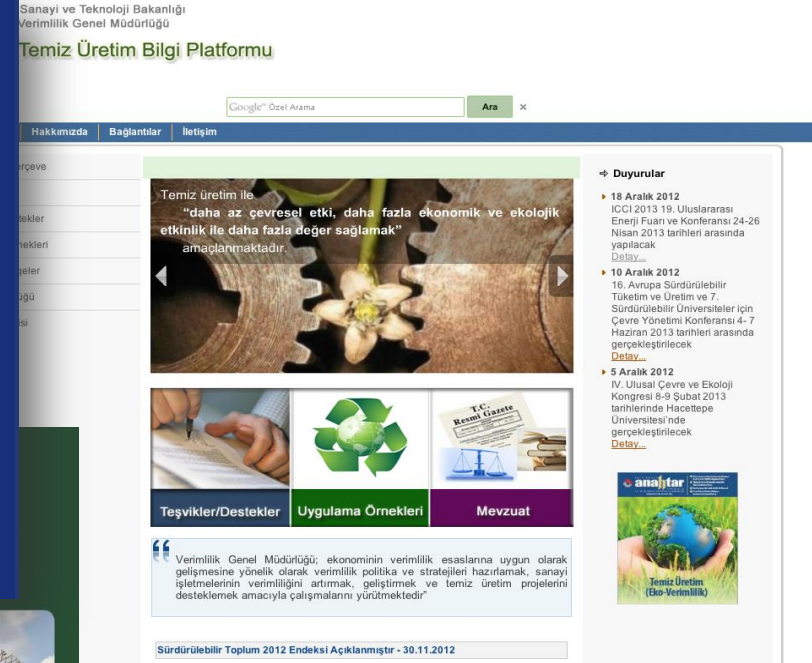 Sanayi ve Teknoloji Bakanlığı
Verimlilik Genel Müdürlüğü
Temiz Üretim Bilgi Platformu
Google™ Özel Arama
Ara
×
Hakkımızda
Bağlantılar
İletişim
Temiz üretim ile
“daha az çevresel etki, daha fazla ekonomik ve ekolojik
etkinlik ile daha fazla değer sağlamak”
amaçlanmaktadır.
Teşvikler/Destekler
Uygulama Örnekleri
T.C.
Resmi Gazete
Mevzuat
Verimlilik Genel Müdürlüğü; ekonominin verimlilik esaslarına uygun olarak
gelişmesine yönelik olarak verimlilik politika ve stratejileri hazırlamak, sanayi
işletmelerinin verimliliğini artırmak, geliştirmek ve temiz üretim projelerini
desteklemek amacıyla çalışmalarını yürütmektedir”
Sürdürülebilir Toplum 2012 Endeksi Açıklanmıştır - 30.11.2012
Duyurular
18 Aralık 2012
ICCI 2013 19. Uluslararası
Enerji Fuarı ve Konferansı 24-26
Nisan 2013 tarihleri arasında
yapılacak
Detay...
10 Aralık 2012
16. Avrupa Sürdürülebilir
Tüketim ve Üretim ve 7.
Sürdürülebilir Üniversiteler için
Çevre Yönetimi Konferansı 4- 7
Haziran 2013 tarihleri arasında
gerçekleştirilecek
Detay...
5 Aralık 2012
IV. Ulusal Çevre ve Ekoloji
Kongresi 8-9 Şubat 2013
tarihlerinde Hacettepe
Üniversitesi`nde
gerçekleştirilecek
Detay...
anahtar
Temiz Üretim
(Eko-Verimlilik)